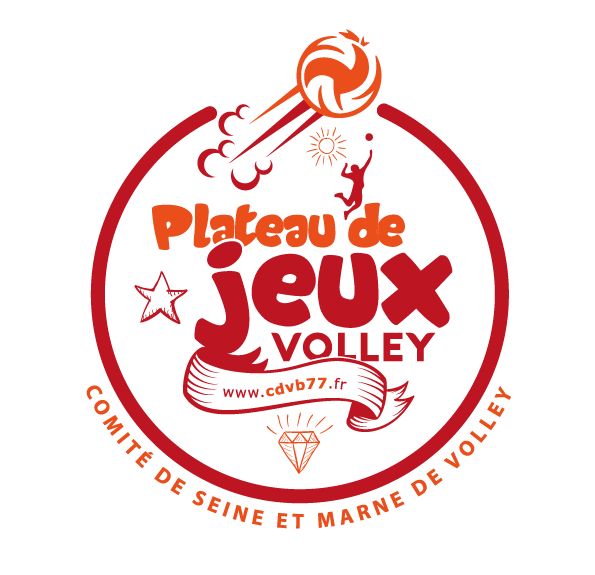 Plateau de
jeux
VOLLEY
www.cdvb77.fr
COMITÉ DE SEINE ET MARNE DE VOLLEY